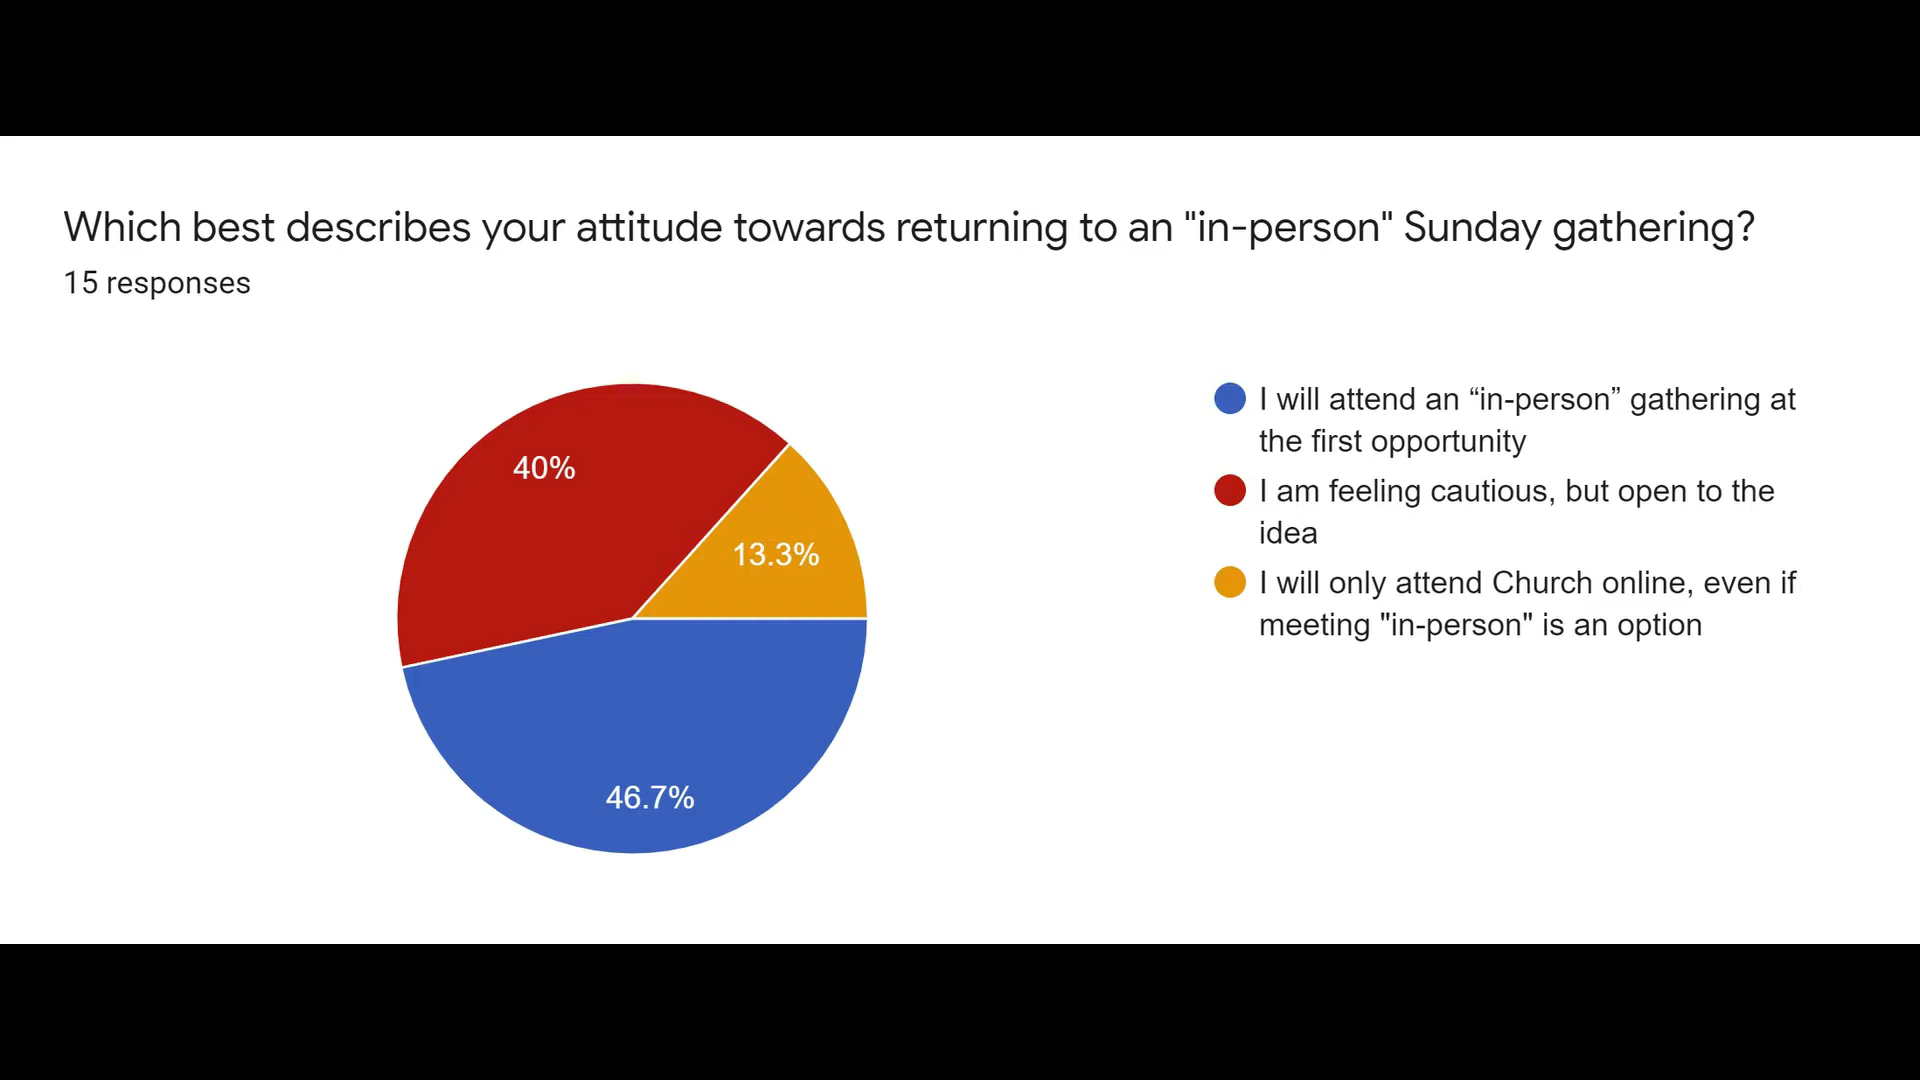 Which best describes your attitude towards returning to an "in-person" Sunday gathering?
15 responses
40%
13.3%
46.7%
I will attend an “in-person” gathering at
the first opportunity
I am feeling cautious, but open to the
idea
I will only attend Church online, even if
meeting "in-person" is an option